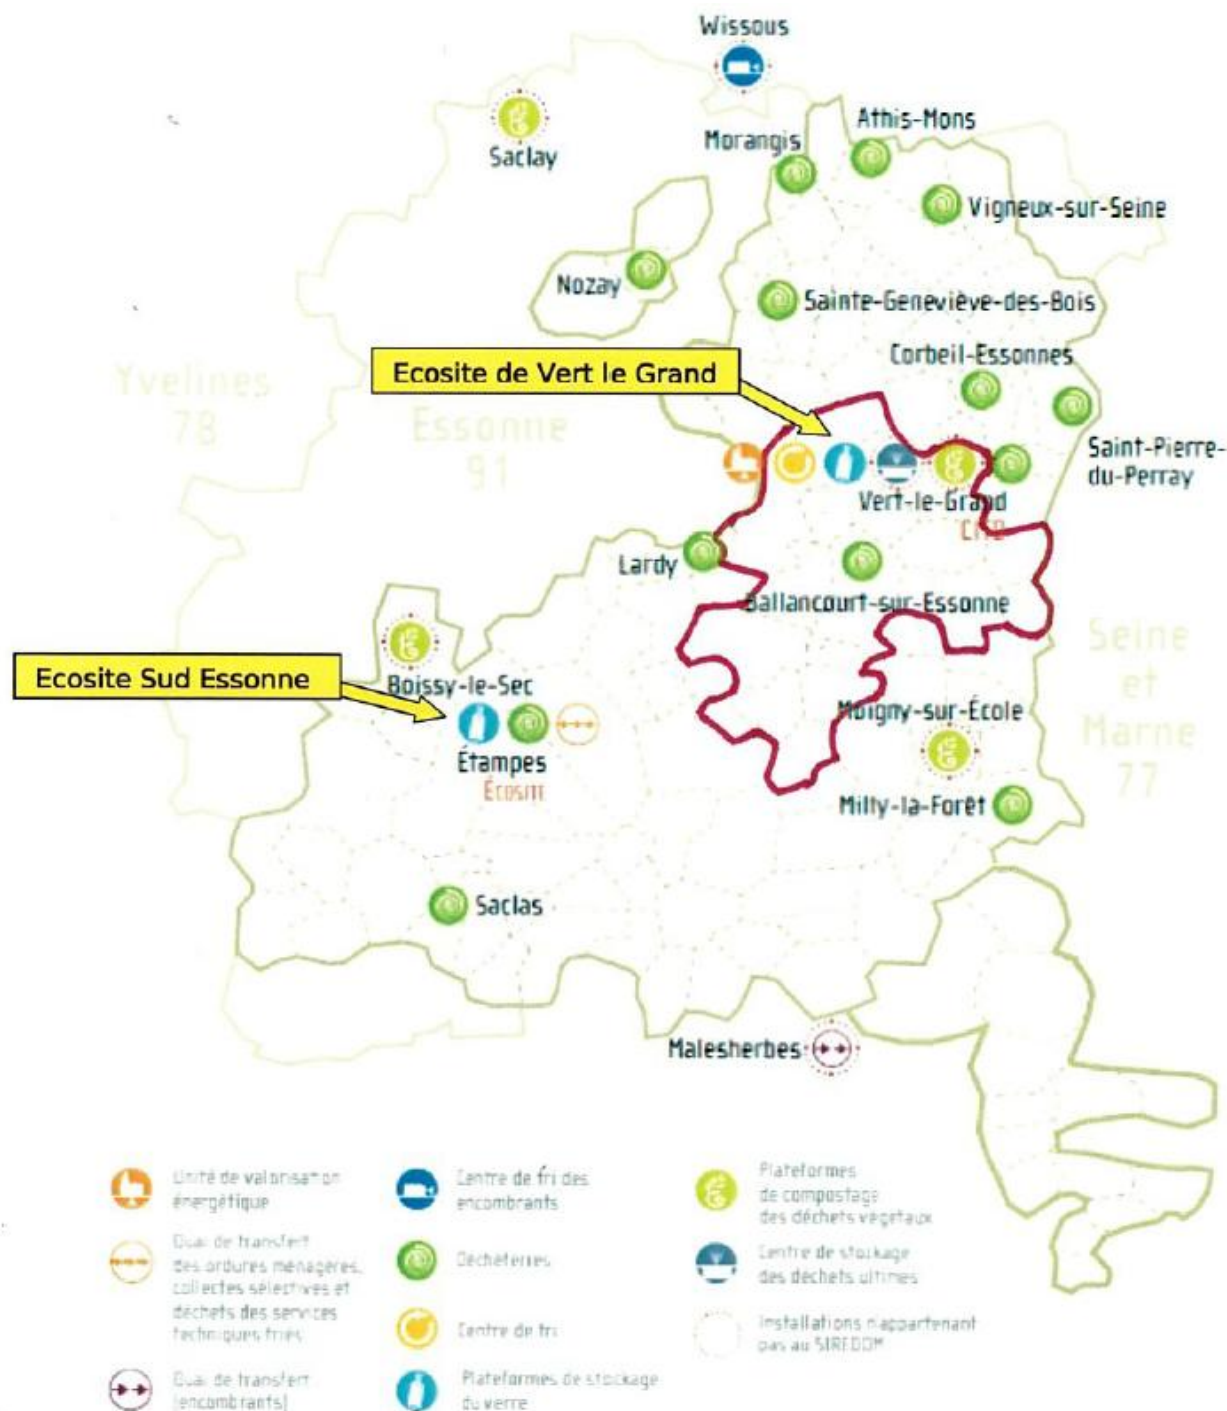 Wissous
Athis-Mons
Morangis
Saclay
Vigneux-sur-Seine
Nozay
Sainte-Geneviève-des-Bois
Corbeil-Essonnes
Ecosite de Vert le Grand
Yvelines
78
Essonne
91
Saint-Pierre-
du-Perray
Vert-le-Grand
CITD
Lardy
Ballancourt-sur-Essonne
Seine
et
Marne
77
Ecosite Sud Essonne
Boissy-le-Sec
Moigny-sur-École
Étampes
Écosite
Milly-la-Forêt
Saclas
Malesherbes
Unité de valorisation
énergétique
Quai de transfert
des ordures ménagères,
collectes sélectives et
déchets des services
techniques triés
Quai de transfert
(encombrants)
Centre de tri des
encombrants
Déchèteries
Centre de tri
Plateformes de stockage
du verre
Plateformes
de compostage
des déchets végétaux
Centre de stockage
des déchets ultimes
Installations n'appartenant
pas au SIREDOM